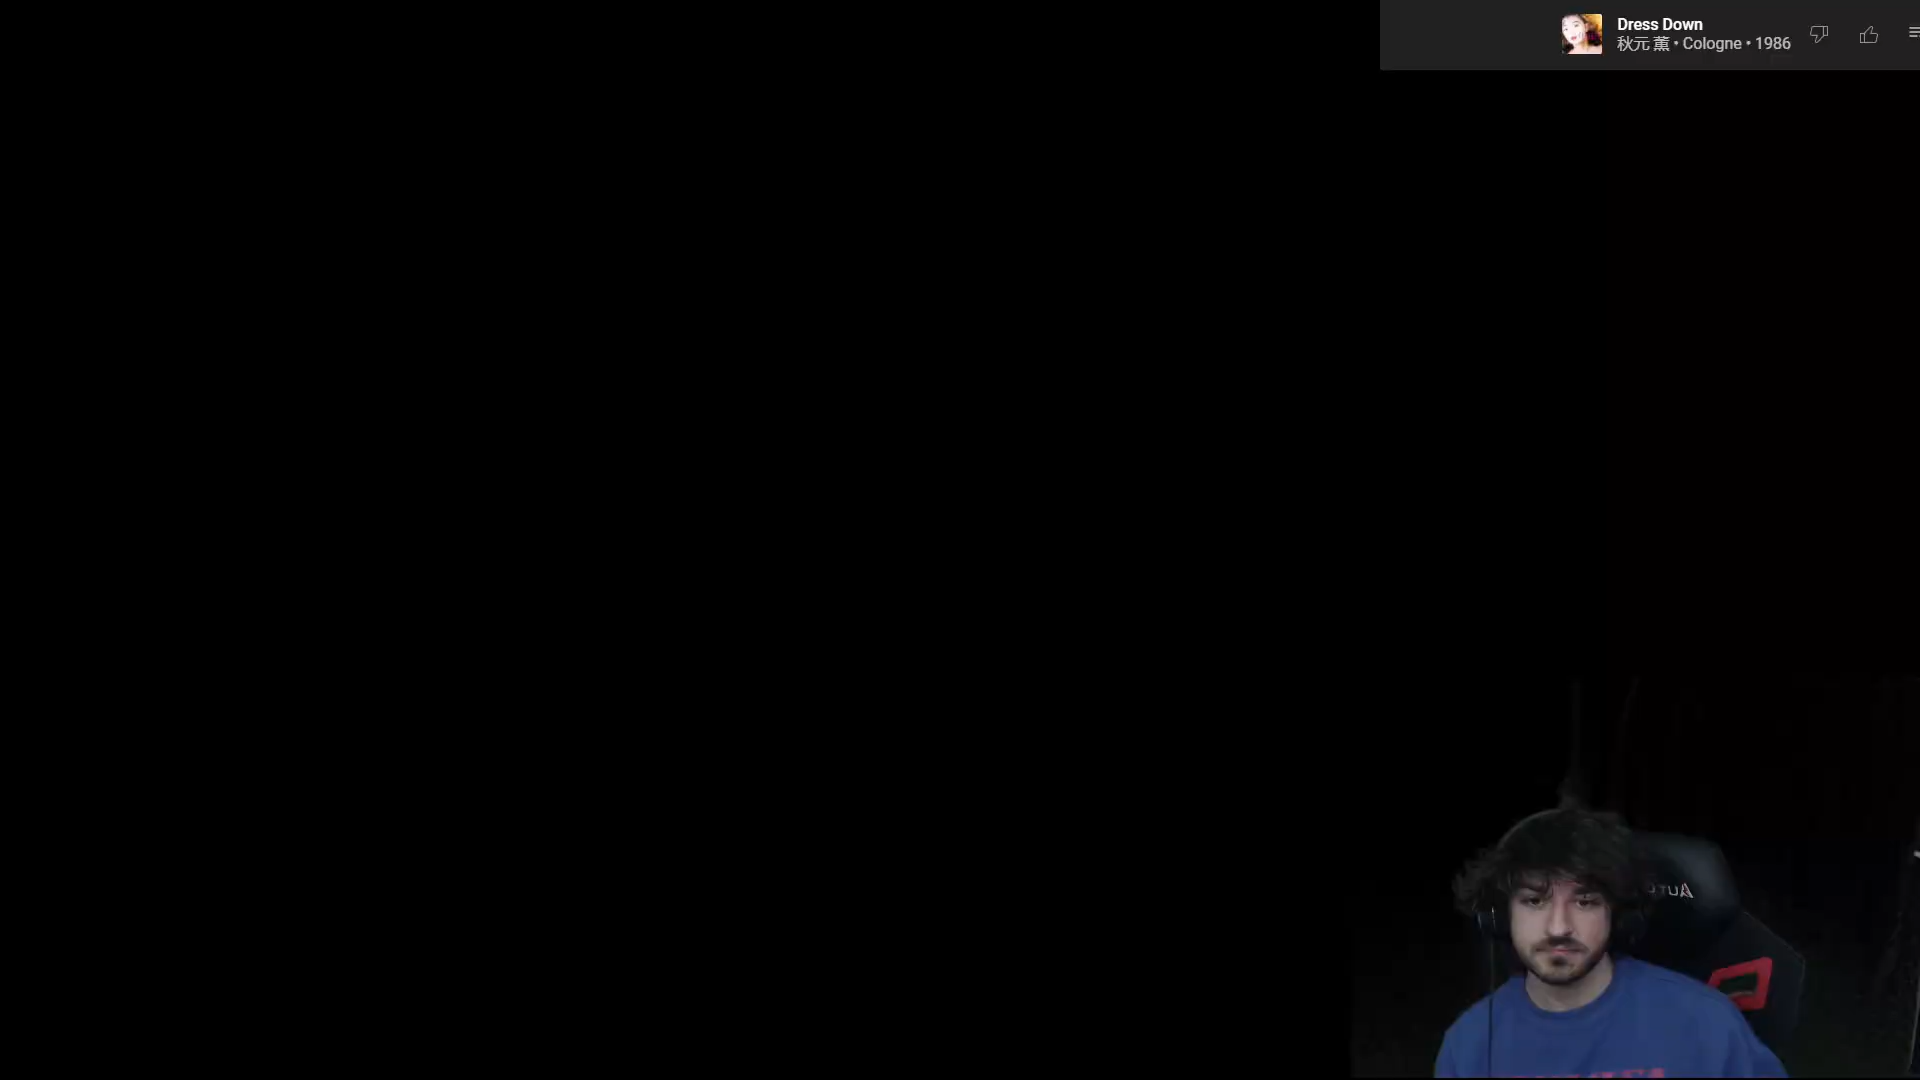 Dress Down
秋元 薫 • Cologne • 1986